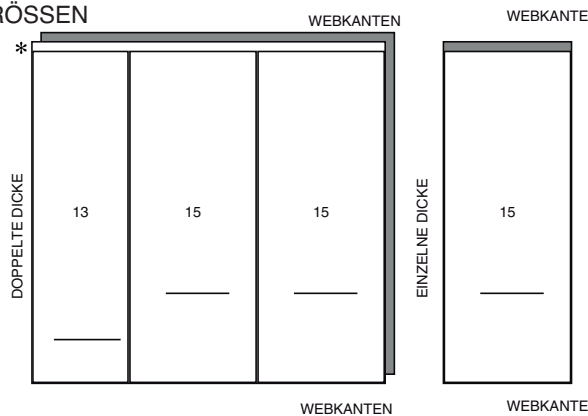 RÖSSEN
WEBKANTEN
WEBKANTE
*
DOPPELTE DICKE
13
15
15
EINZELNE DICKE
15
WEBKANTEN
WEBKANTE